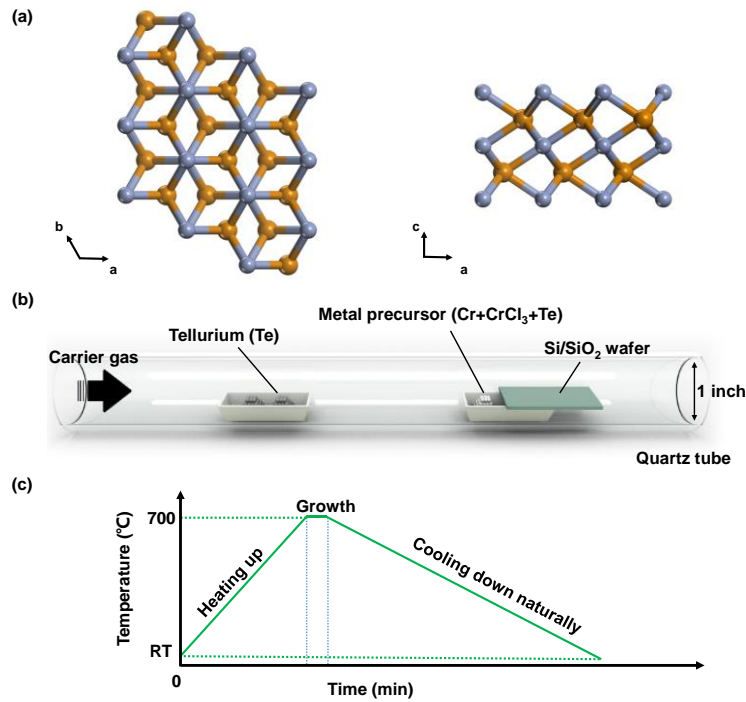 (a)
b
a
c
a
(b)
Metal precursor (Cr+CrCl₃+Te)
Tellurium (Te)
Si/SiO₂ wafer
Carrier gas
1 inch
Quartz tube
(c)
Growth
700
Temperature (℃)
Heating up
Cooling down naturally
RT
0
Time (min)